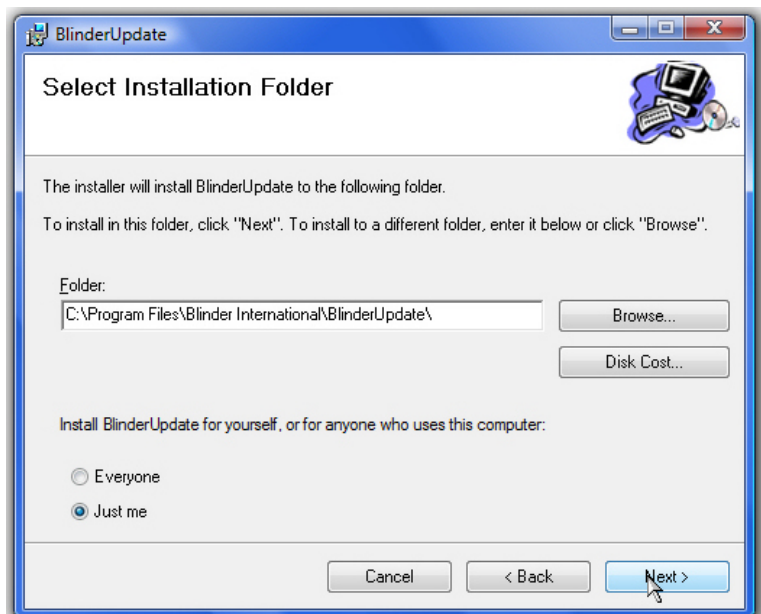 BlinderUpdate
Select Installation Folder
The installer will install BlinderUpdate to the following folder.
To install in this folder, click "Next". To install to a different folder, enter it below or click "Browse".
Folder:
C:\Program Files\Blinder International\BlinderUpdate\
Browse...
Disk Cost...
Install BlinderUpdate for yourself, or for anyone who uses this computer:
Everyone
Just me
Cancel
< Back
Next >